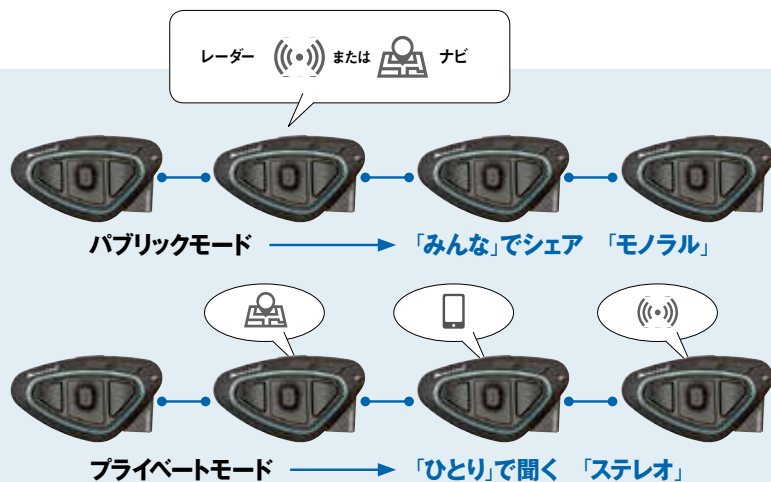 レーダー または ナビ
パブリックモード 「みんな」でシェア 「モノラル」
プライベートモード 「ひとり」で聞く 「ステレオ」